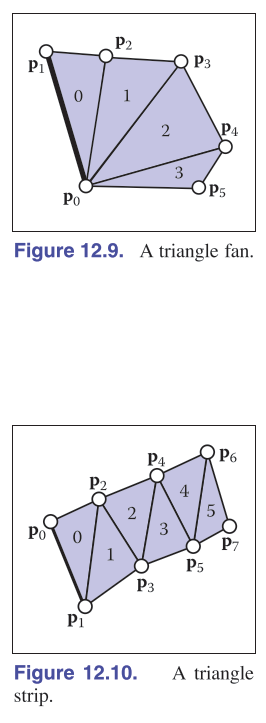 p₂
p₁
p₃
0
1
2
p₄
3
p₀
p₅
Figure 12.9. A triangle fan.
p₆
p₄
p₂
4
p₀
2
5
0
3
p₇
1
p₅
p₃
p₁
Figure 12.10. A triangle
strip.